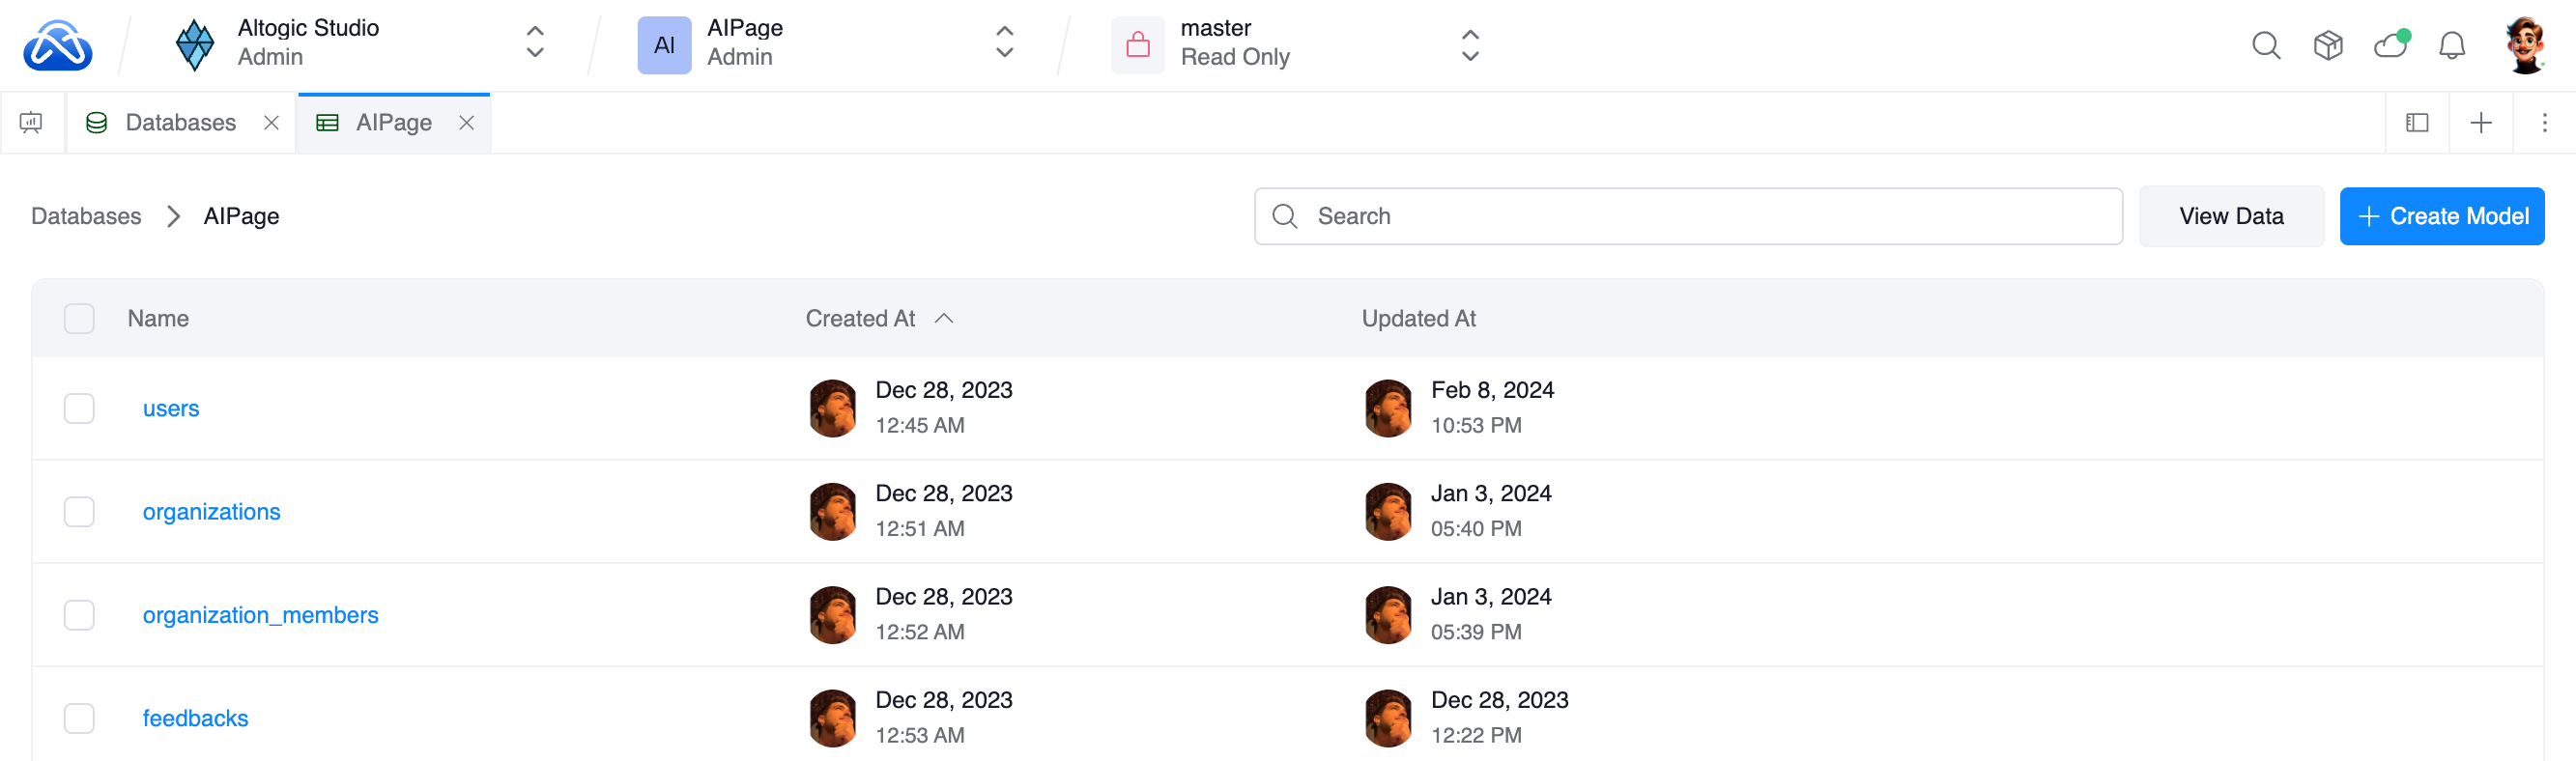 Altogic Studio
Admin
AI
AIPage
Admin
master
Read Only
Databases
AIPage
Databases
AIPage
Search
View Data
Create Model
Name
Created At
Updated At
users
Dec 28, 2023
12:45 AM
Feb 8, 2024
10:53 PM
organizations
Dec 28, 2023
12:51 AM
Jan 3, 2024
05:40 PM
organization_members
Dec 28, 2023
12:52 AM
Jan 3, 2024
05:39 PM
feedbacks
Dec 28, 2023
12:53 AM
Dec 28, 2023
12:22 PM